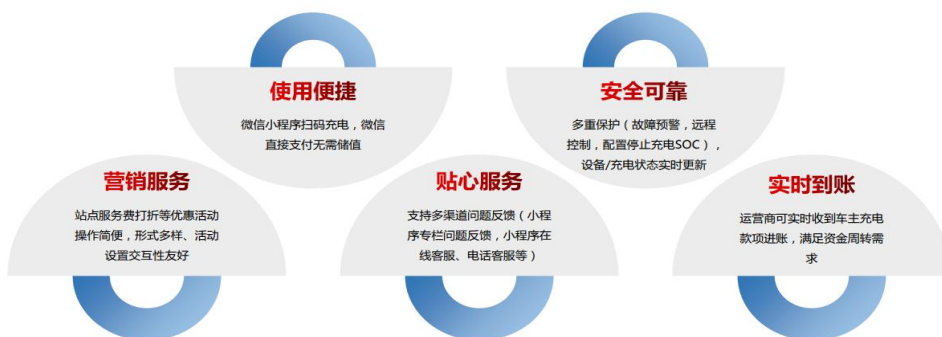 使用便捷
微信小程序扫码充电，微信
直接支付无需储值
安全可靠
多重保护（故障预警，远程
控制，配置停止充电SOC），
设备/充电状态实时更新
营销服务
站点服务费打折等优惠活动
操作简便，形式多样、活动
设置交互性友好
贴心服务
支持多渠道问题反馈（小程
序专栏问题反馈，小程序在
线客服、电话客服等）
实时到账
运营商可实时收到车主充电
款项进账，满足资金周转需
求